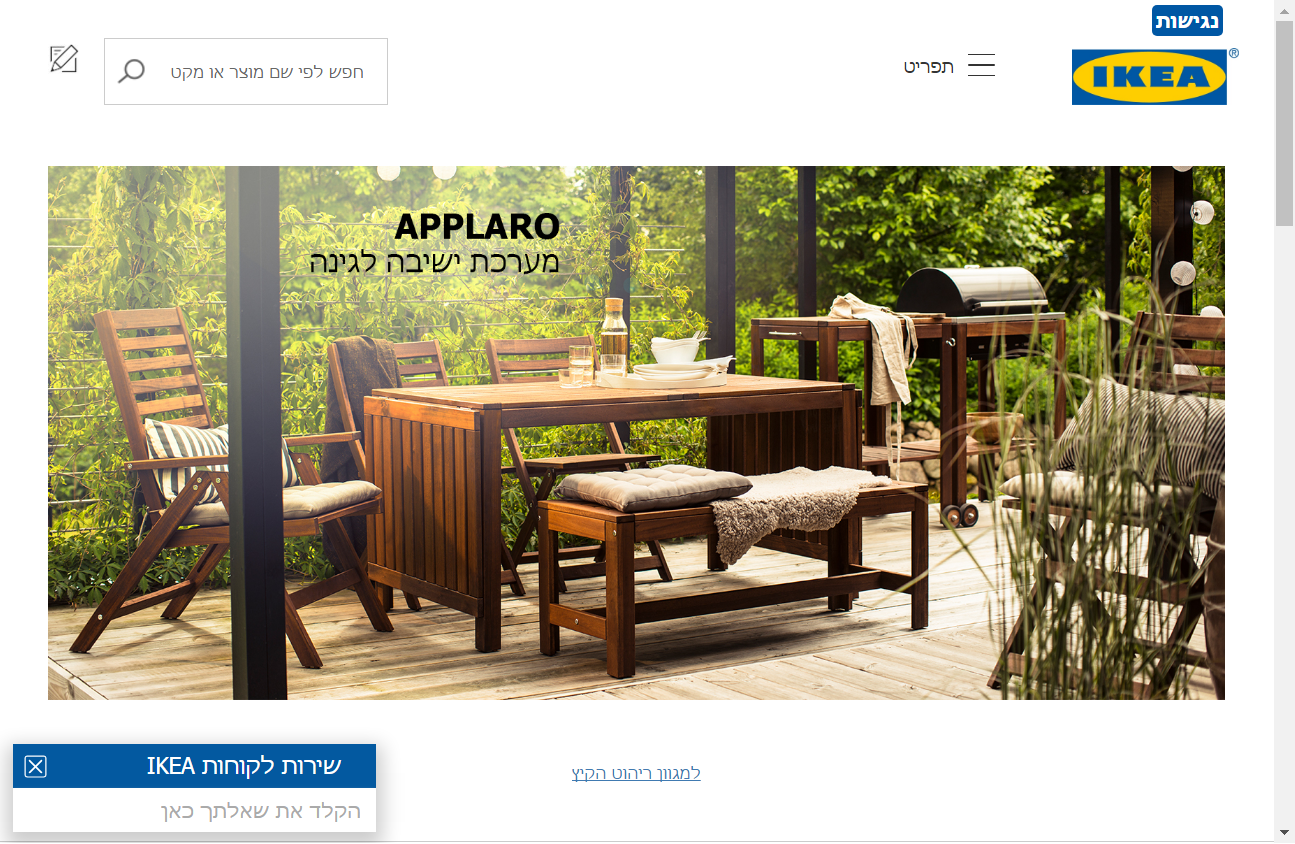 נגישות
IKEA®
תפריט
חפש לפי שם מוצר או מקט
APPLARO
מערכת ישיבה לגינה
למגוון ריהוט הקיץ
שירות לקוחות IKEA
הקלד את שאלתך כאן